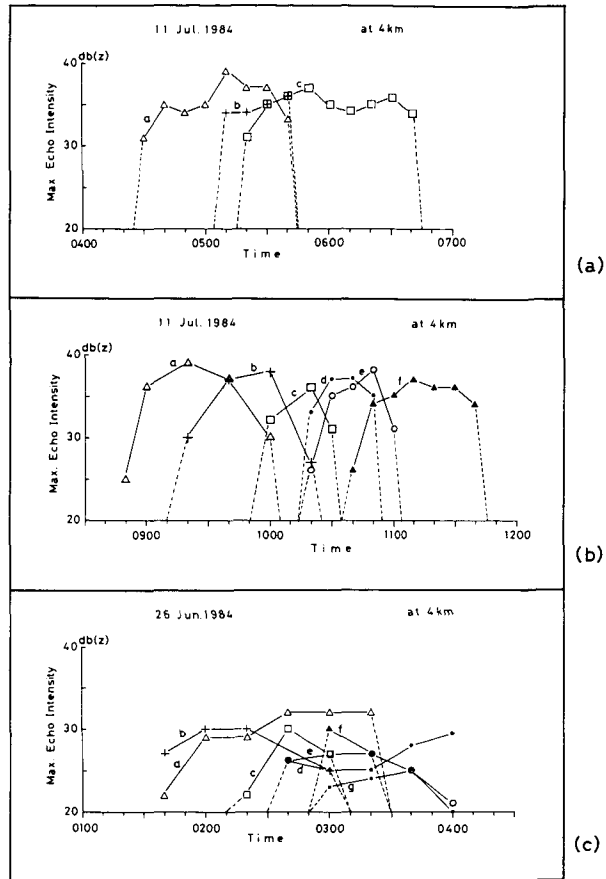 11 Jul. 1984 at 4km
db(z)
40
30
20
Max. Echo Intensity
a
b
c
0400 0500 0600 0700
Time
(a)
11 Jul. 1984 at 4km
db(z)
40
30
20
Max. Echo Intensity
a
b
c
d
e
f
0900 1000 1100 1200
Time
(b)
26 Jun. 1984 at 4km
db(z)
40
30
20
Max. Echo Intensity
a
b
c
d
e
f
g
0100 0200 0300 0400
Time
(c)